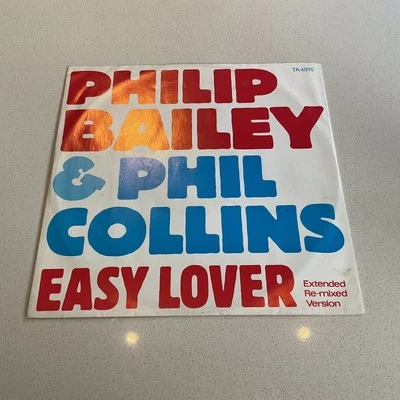 TA 4915
PHILIP
BAILEY
& PHIL
COLLINS
EASY LOVER
Extended
Re-mixed
Version